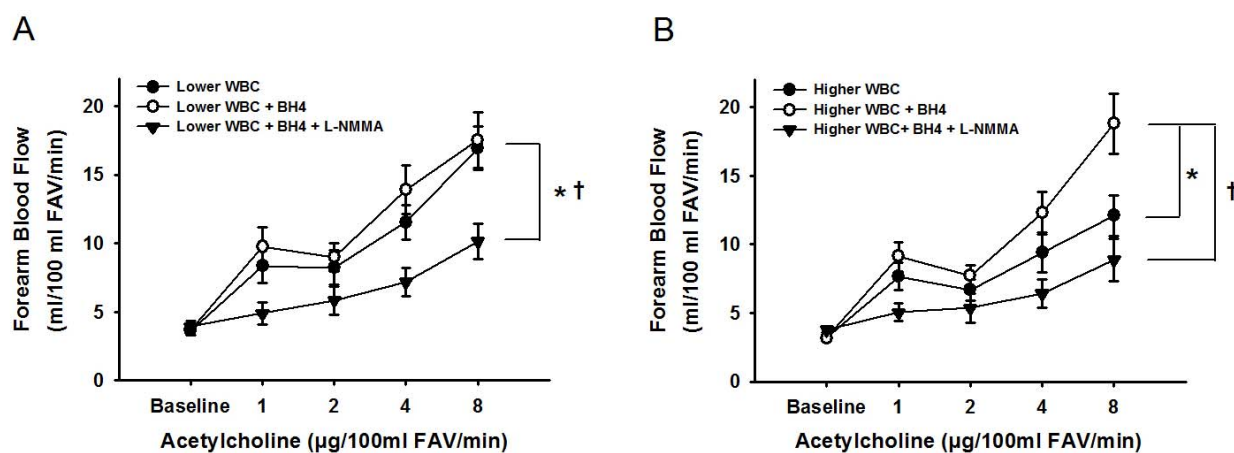 A
Lower WBC
Lower WBC + BH4
Lower WBC + BH4 + L-NMMA
20
15
10
5
0
* †
Forearm Blood Flow
(ml/100 ml FAV/min)
Baseline 1 2 4 8
Acetylcholine (µg/100ml FAV/min)
B
Higher WBC
Higher WBC + BH4
Higher WBC+ BH4 + L-NMMA
20
15
10
5
0
*
†
Forearm Blood Flow
(ml/100 ml FAV/min)
Baseline 1 2 4 8
Acetylcholine (µg/100ml FAV/min)